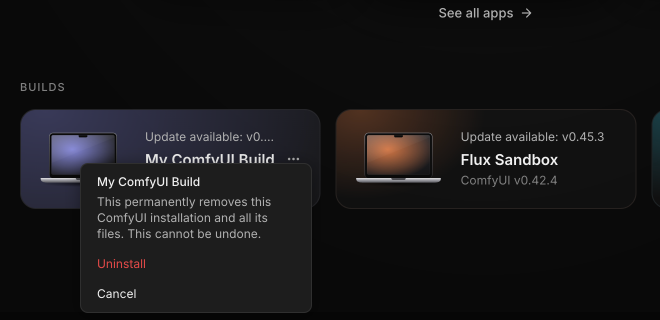 See all apps →
BUILDS
Update available: v0....
My ComfyUI Build ...
Update available: v0.45.3
Flux Sandbox
ComfyUI v0.42.4
My ComfyUI Build
This permanently removes this
ComfyUI installation and all its
files. This cannot be undone.
Uninstall
Cancel